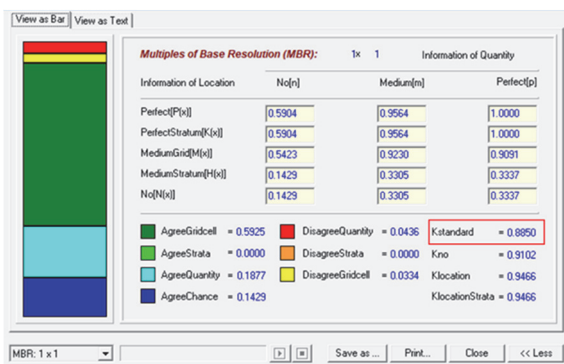 View as Bar View as Text
Multiples of Base Resolution (MBR): 1x 1 Information of Quantity
Information of Location No[n] Medium[m] Perfect[p]
Perfect[P(x)] 0.5904 0.9564 1.0000
PerfectStratum[K(x)] 0.5904 0.9564 1.0000
MediumGrid[M(x)] 0.5423 0.9230 0.9091
MediumStratum[H(x)] 0.1429 0.3305 0.3337
No[N(x)] 0.1429 0.3305 0.3337
AgreeGridcell = 0.5925 DisagreeQuantity = 0.0436 Kstandard = 0.8850
AgreeStrata = 0.0000 DisagreeStrata = 0.0000 Kno = 0.9102
AgreeQuantity = 0.1877 DisagreeGridcell = 0.0334 Klocation = 0.9466
AgreeChance = 0.1429 KlocationStrata = 0.9466
MBR: 1 x 1 Save as ... Print... Close << Less